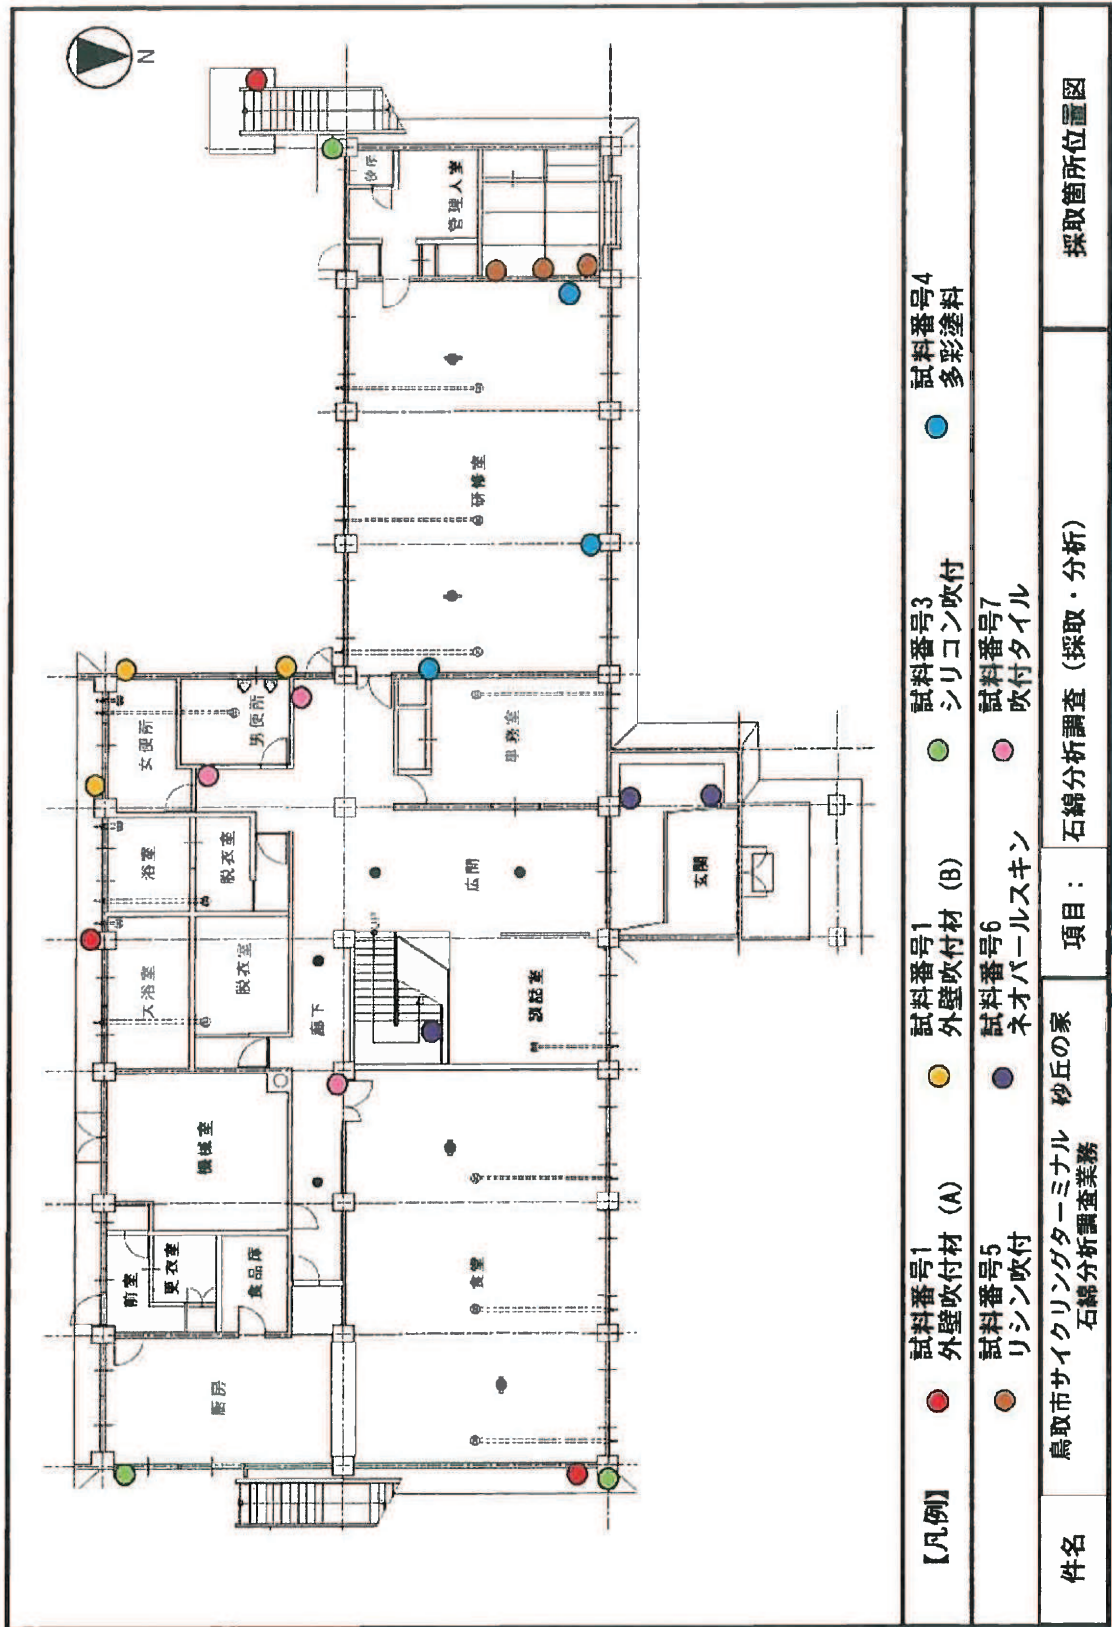 N
女便所
男便所
浴室
脱衣室
大浴室
脱衣室
廊下
機械室
前室
更衣室
食品庫
厨房
食堂
談話室
広間
玄関
事務室
研修室
管理人室
【凡例】
試料番号1
外壁吹付材 (A)
試料番号1
外壁吹付材 (B)
試料番号3
シリコン吹付
試料番号4
多彩塗料
試料番号5
リシン吹付
試料番号6
ネオパールスキン
試料番号7
吹付タイル
件名
鳥取市サイクリングターミナル 砂丘の家
石綿分析調査業務
項目:
石綿分析調査 (採取・分析)
採取箇所位置図